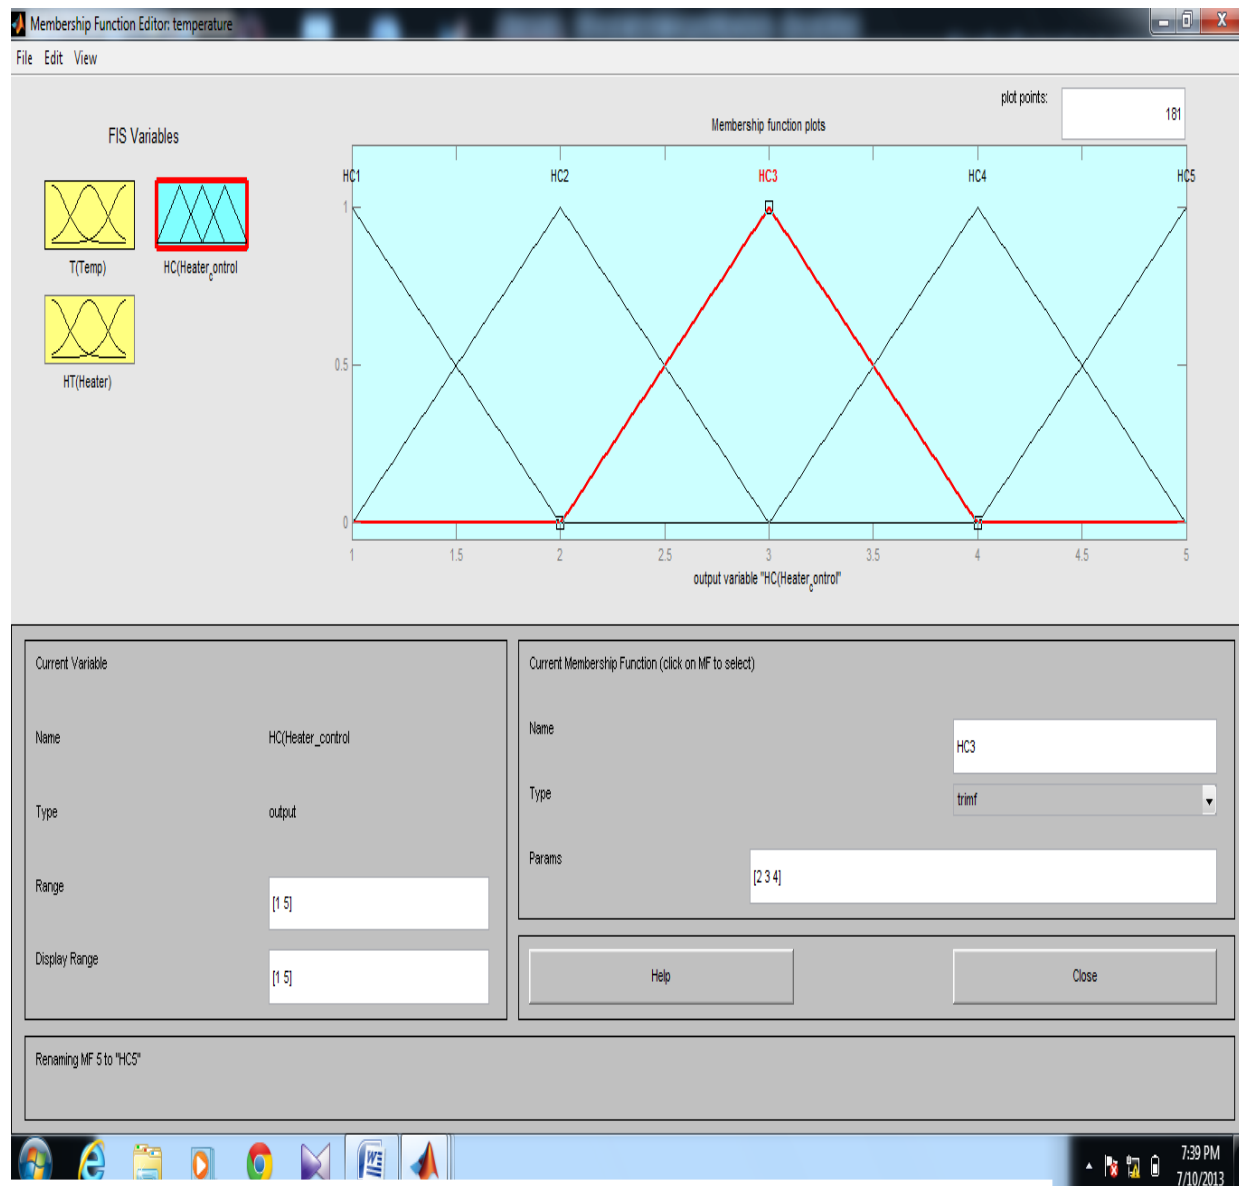 Membership Function Editor: temperature
File Edit View
FIS Variables
T(Temp)
HC(Heater_control
HT(Heater)
plot points: 181
Membership function plots
HC1 HC2 HC3 HC4 HC5
1
0.5
0
1 1.5 2 2.5 3 3.5 4 4.5 5
output variable "HC(Heater_control"
Current Variable
Name HC(Heater_control
Type output
Range [1 5]
Display Range [1 5]
Current Membership Function (click on MF to select)
Name HC3
Type trimf
Params [2 3 4]
Help Close
Renaming MF 5 to "HC5"
7:39 PM
7/10/2013